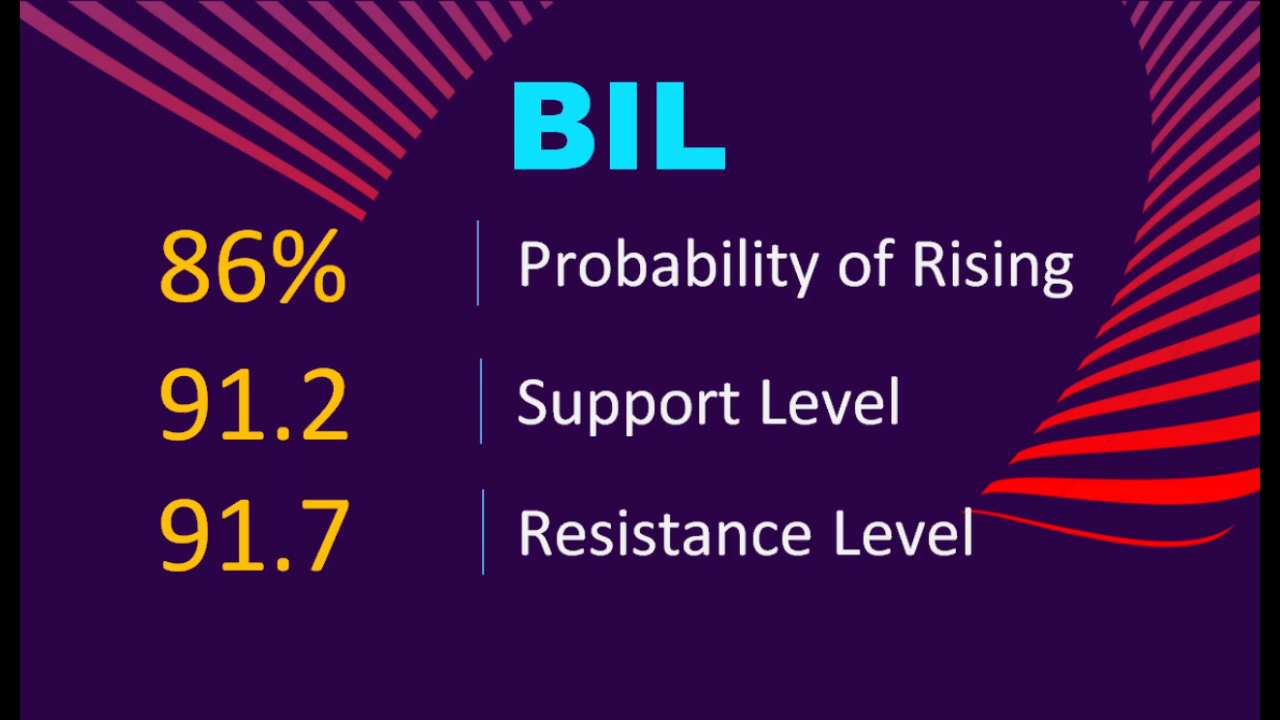 BIL
86% Probability of Rising
91.2 Support Level
91.7 Resistance Level